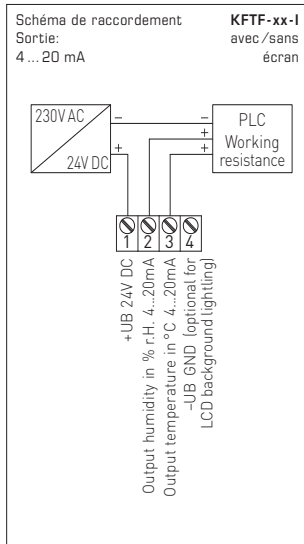 Schéma de raccordement
Sortie:
4 ... 20 mA
KFTF-xx-I
avec/sans
écran
230V AC
24V DC
–
+
–
+
+
PLC
Working
resistance
1 2 3 4
+UB 24V DC
Output humidity in % r.H. 4...20mA
Output temperature in °C 4...20mA
–UB GND (optional for
LCD background lightling)